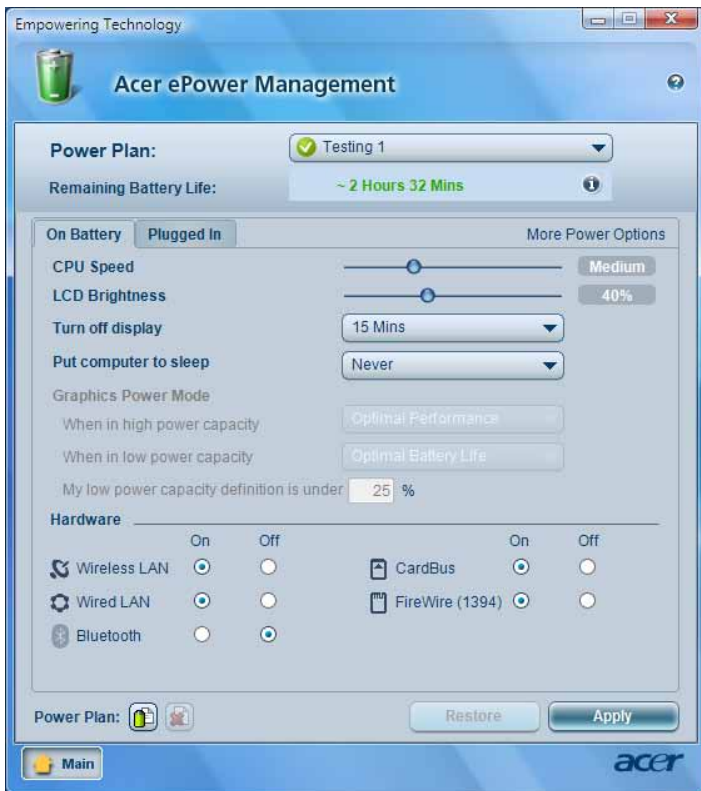 Empowering Technology
Acer ePower Management
Power Plan: Testing 1
Remaining Battery Life: ~ 2 Hours 32 Mins
On Battery Plugged In More Power Options
CPU Speed Medium
LCD Brightness 40%
Turn off display 15 Mins
Put computer to sleep Never
Graphics Power Mode
When in high power capacity Optimal Performance
When in low power capacity Optimal Battery Life
My low power capacity definition is under 25 %
Hardware
On Off On Off
Wireless LAN CardBus
Wired LAN FireWire (1394)
Bluetooth
Power Plan: Restore Apply
Main acer